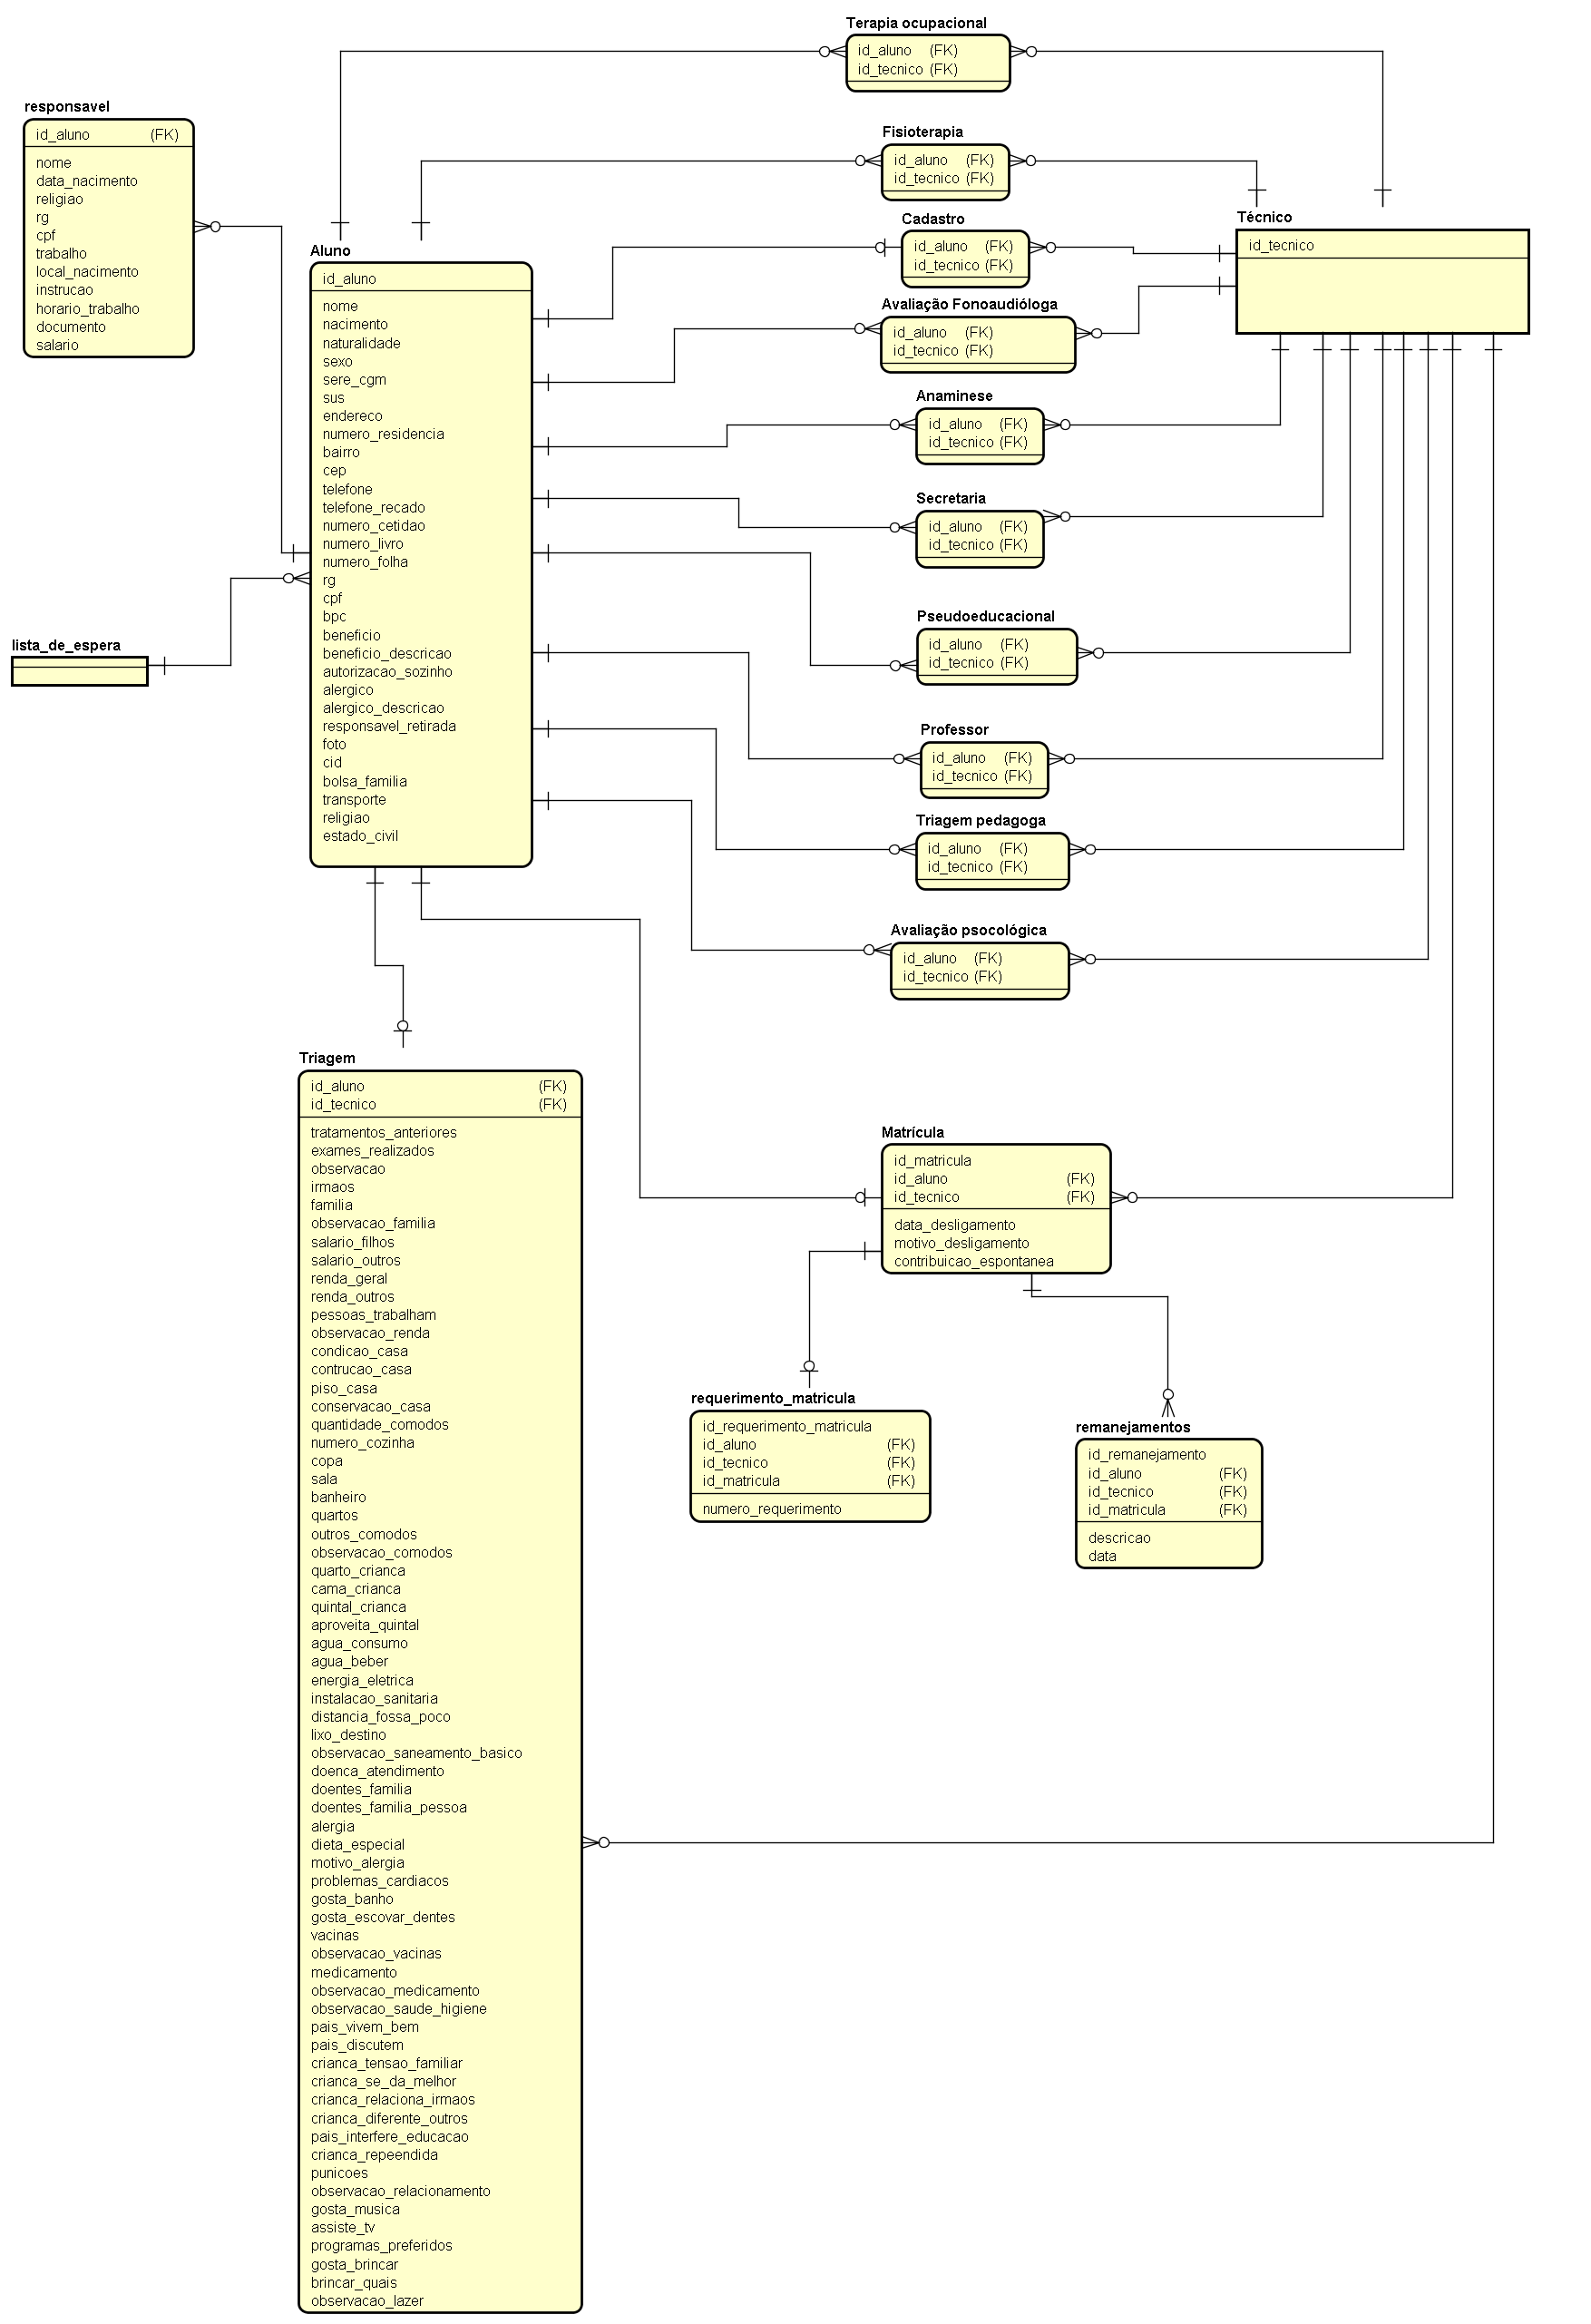 Terapia ocupacional
id_aluno (FK)
id_tecnico (FK)
responsavel
id_aluno (FK)
nome
data_nacimento
religiao
rg
cpf
trabalho
local_nacimento
instrucao
horario_trabalho
documento
salario
Fisioterapia
id_aluno (FK)
id_tecnico (FK)
Cadastro
id_aluno (FK)
id_tecnico (FK)
Técnico
id_tecnico
Aluno
id_aluno
nome
nacimento
naturalidade
sexo
sere_cgm
sus
endereco
numero_residencia
bairro
cep
telefone
telefone_recado
numero_cetidao
numero_livro
numero_folha
rg
cpf
bpc
beneficio
beneficio_descricao
autorizacao_sozinho
alergico
alergico_descricao
responsavel_retirada
foto
cid
bolsa_familia
transporte
religiao
estado_civil
Avaliação Fonoaudióloga
id_aluno (FK)
id_tecnico (FK)
Anaminese
id_aluno (FK)
id_tecnico (FK)
Secretaria
id_aluno (FK)
id_tecnico (FK)
lista_de_espera
Pseudoeducacional
id_aluno (FK)
id_tecnico (FK)
Professor
id_aluno (FK)
id_tecnico (FK)
Triagem pedagoga
id_aluno (FK)
id_tecnico (FK)
Avaliação psocológica
id_aluno (FK)
id_tecnico (FK)
Triagem
id_aluno (FK)
id_tecnico (FK)
tratamentos_anteriores
exames_realizados
observacao
irmaos
familia
observacao_familia
salario_filhos
salario_outros
renda_geral
renda_outros
pessoas_trabalham
observacao_renda
condicao_casa
contrucao_casa
piso_casa
conservacao_casa
quantidade_comodos
numero_cozinha
copa
sala
banheiro
quartos
outros_comodos
observacao_comodos
quarto_crianca
cama_crianca
quintal_crianca
aproveita_quintal
agua_consumo
agua_beber
energia_eletrica
instalacao_sanitaria
distancia_fossa_poco
lixo_destino
observacao_saneamento_basico
doenca_atendimento
doentes_familia
doentes_familia_pessoa
alergia
dieta_especial
motivo_alergia
problemas_cardiacos
gosta_banho
gosta_escovar_dentes
vacinas
observacao_vacinas
medicamento
observacao_medicamento
observacao_saude_higiene
pais_vivem_bem
pais_discutem
crianca_tensao_familiar
crianca_se_da_melhor
crianca_relaciona_irmaos
crianca_diferente_outros
pais_interfere_educacao
crianca_repeendida
punicoes
observacao_relacionamento
gosta_musica
assiste_tv
programas_preferidos
gosta_brincar
brincar_quais
observacao_lazer
Matrícula
id_matricula
id_aluno (FK)
id_tecnico (FK)
data_desligamento
motivo_desligamento
contribuicao_espontanea
requerimento_matricula
id_requerimento_matricula
id_aluno (FK)
id_tecnico (FK)
id_matricula (FK)
numero_requerimento
remanejamentos
id_remanejamento
id_aluno (FK)
id_tecnico (FK)
id_matricula (FK)
descricao
data